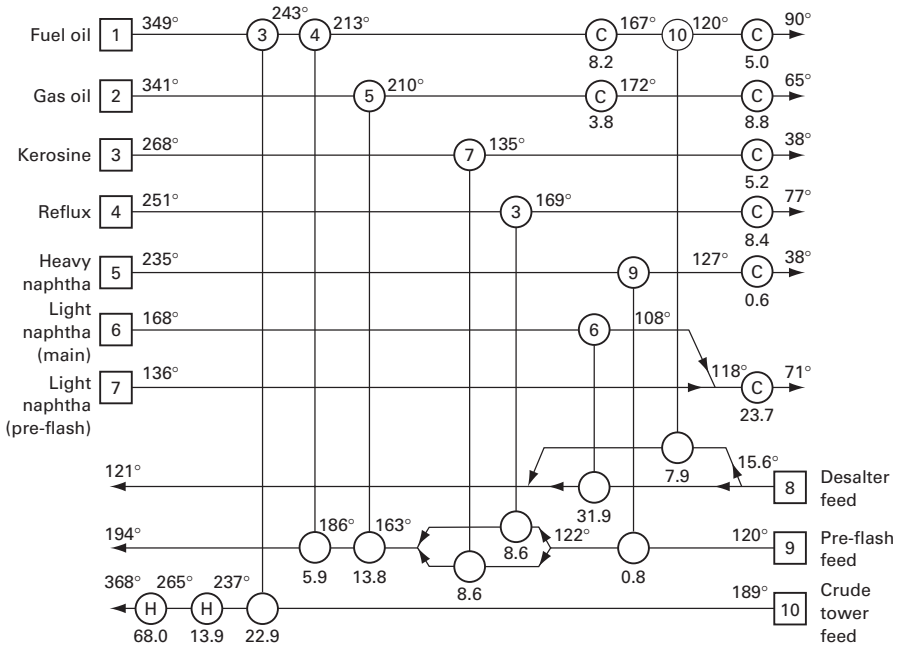 Fuel oil 1 349° 3 243° 4 213° C 167° 10 120° C 90°
8.2 5.0
Gas oil 2 341° 5 210° C 172° C 65°
3.8 8.8
Kerosine 3 268° 7 135° C 38°
5.2
Reflux 4 251° 3 169° C 77°
8.4
Heavy
naphtha
5 235° 9 127° C 38°
0.6
Light
naphtha
(main)
6 168° 6 108°
Light
naphtha
(pre-flash)
7 136° 118° C 71°
23.7
7.9
121° 15.6° 8
Desalter
feed
31.9
194° 186° 163° 122° 120° 9
Pre-flash
feed
5.9 13.8 8.6 8.6 0.8
368° 265° 237° 189° 10
H H
Crude
tower
feed
68.0 13.9 22.9